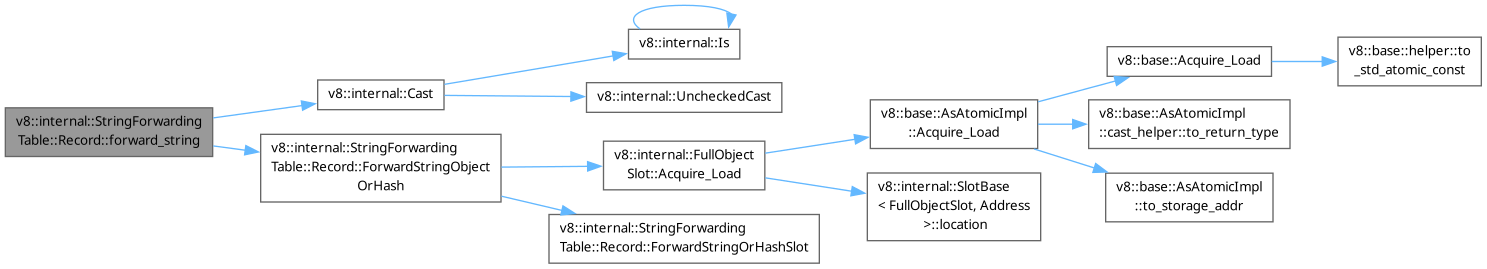 v8::internal::StringForwarding
Table::Record::forward_string
v8::internal::Cast
v8::internal::Is
v8::internal::UncheckedCast
v8::internal::StringForwarding
Table::Record::ForwardStringObject
OrHash
v8::internal::FullObject
Slot::Acquire_Load
v8::internal::StringForwarding
Table::Record::ForwardStringOrHashSlot
v8::base::AsAtomicImpl
::Acquire_Load
v8::internal::SlotBase
< FullObjectSlot, Address
>::location
v8::base::Acquire_Load
v8::base::AsAtomicImpl
::cast_helper::to_return_type
v8::base::AsAtomicImpl
::to_storage_addr
v8::base::helper::to
_std_atomic_const